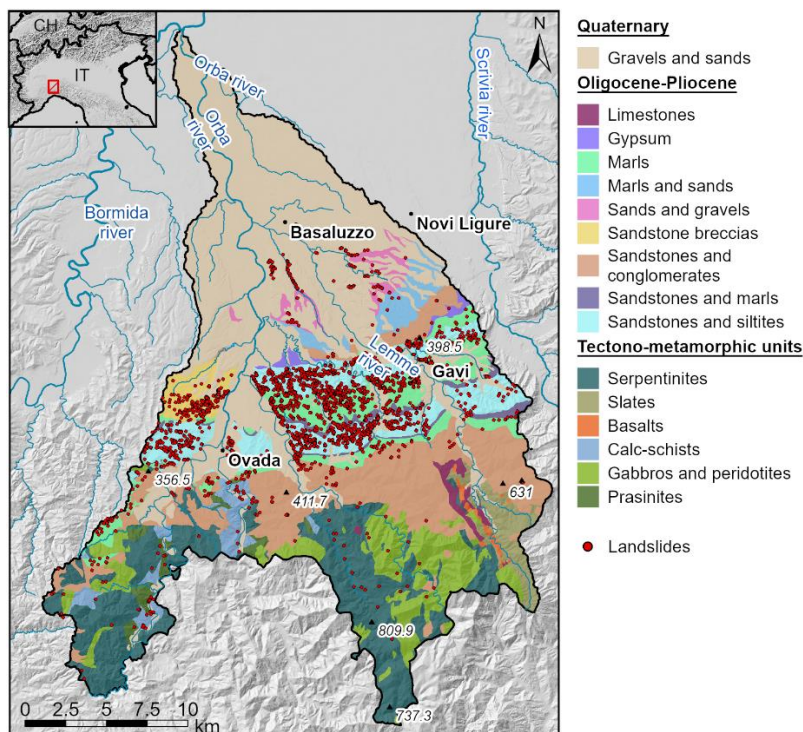 CH
IT
N
Orba river
Orba
river
Scrivia river
Bormida
river
Basaluzzo
Novi Ligure
Lemme
river
398.5
Gavi
Ovada
356.5
411.7
631
809.9
737.3
0 2.5 5 7.5 10
km
Quaternary
Gravels and sands
Oligocene-Pliocene
Limestones
Gypsum
Marls
Marls and sands
Sands and gravels
Sandstone breccias
Sandstones and
conglomerates
Sandstones and marls
Sandstones and siltites
Tectono-metamorphic units
Serpentinites
Slates
Basalts
Calc-schists
Gabbros and peridotites
Prasinites
Landslides